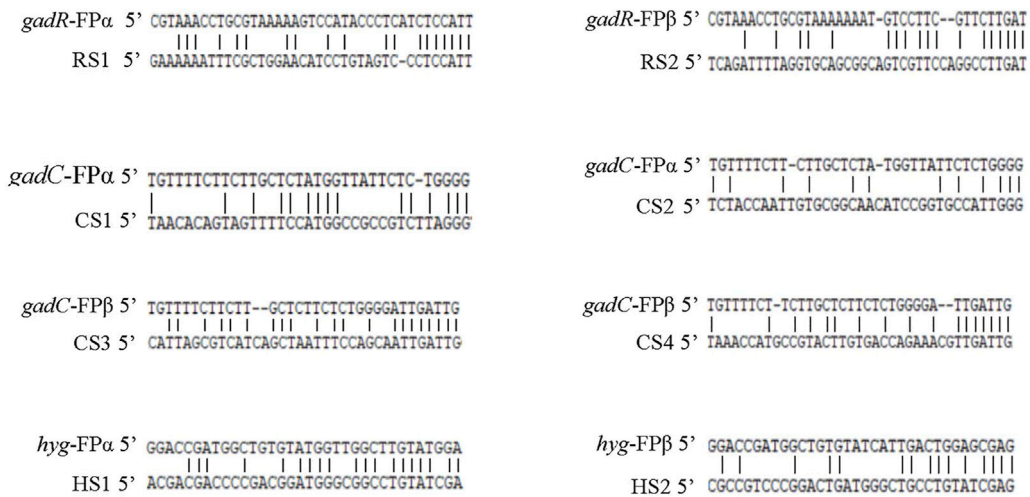 gadR-FPα 5’ CGTAAACCTGCGTAAAAAGTCCATACCCTCATCTCCATT
RS1 5’ GAAAAAATTTCGCTGGAACATCCTGTAGTC-CCTCCATT
gadR-FPβ 5’ CGTAAACCTGCGTAAAAAAAT-GTCCTTC--GTTCTTGAT
RS2 5’ TCAGATTTTAGGTGCAGCGGCAGTCGTTCCAGGCCTTGAT
gadC-FPα 5’ TGTTTTCTTCTTGCTCTATGGTTATTCTC-TGGGG
CS1 5’ TAACACAGTAGTTTTCCATGGCCGCCGTCTTAGGG
gadC-FPα 5’ TGTTTTCTT-CTTGCTCTA-TGGTTATTCTCTGGGG
CS2 5’ TCTACCAATTGTGCGGCAACATCCGGTGCCATTGGG
gadC-FPβ 5’ TGTTTTCTTCTT--GCTCTTCTCTGGGGATTGATTG
CS3 5’ CATTAGCGTCATCAGCTAATTTCCAGCAATTGATTG
gadC-FPβ 5’ TGTTTTCT-TCTTGCTCTTCTCTGGGGA--TTGATTG
CS4 5’ TAAACCATGCCGTACTTGTGACCAGAAACGTTGATTG
hyg-FPα 5’ GGACCGATGGCTGTGTATGGTTGGCTTGTATGGA
HS1 5’ ACGACGACCCCGACGGATGGGCGGCCTGTATCGA
hyg-FPβ 5’ GGACCGATGGCTGTGTATCATTGACTGGAGCGAG
HS2 5’ CGCCGTCCCGGACTGATGGGCTGCCTGTATCGAG